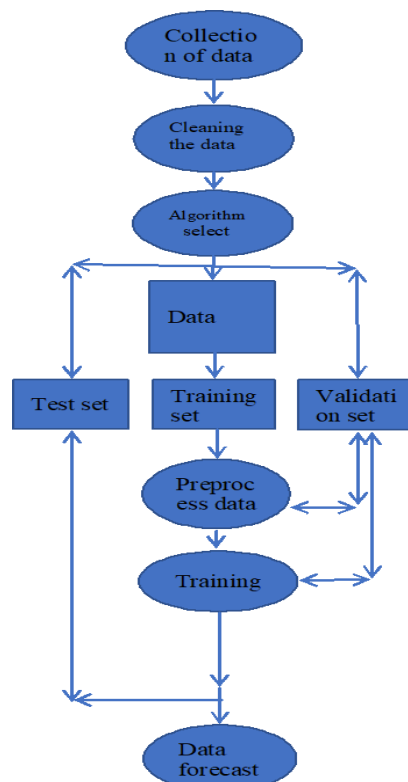 Collectio
n of data
Cleaning
the data
Algorithm
select
Data
Test set
Training
set
Validati
on set
Preproc
ess data
Training
Data
forecast